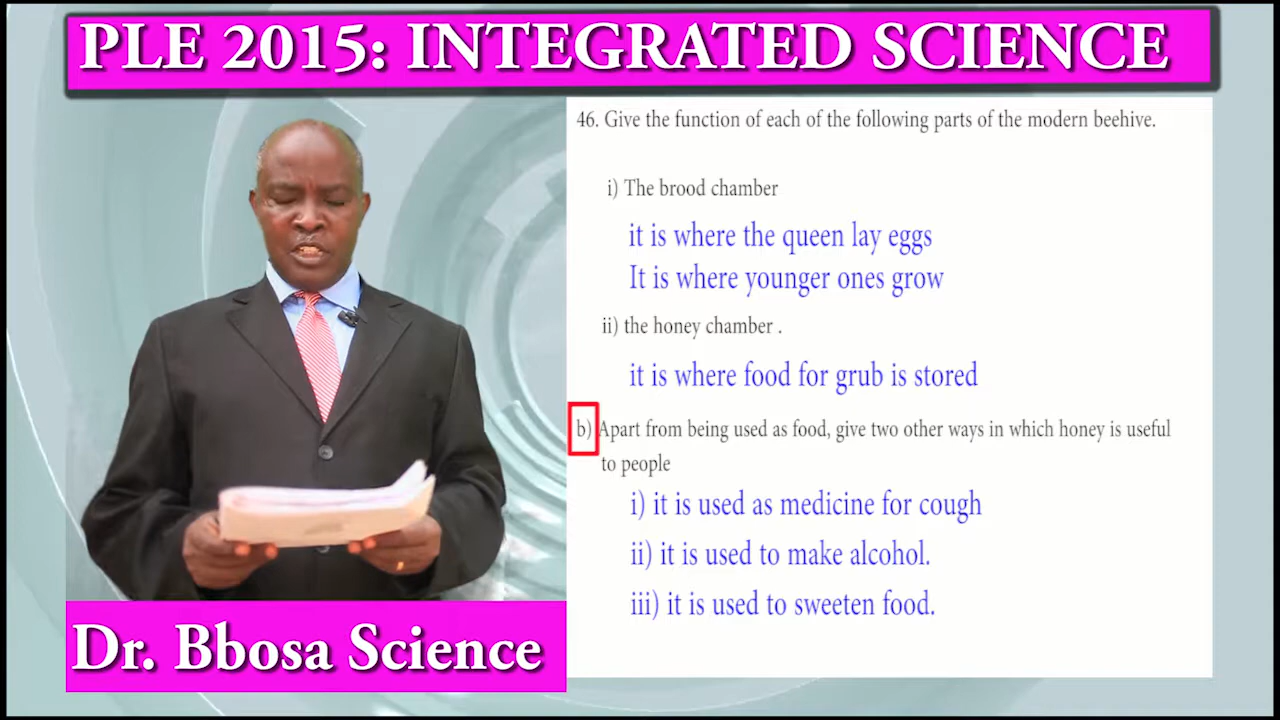 PLE 2015: INTEGRATED SCIENCE
46. Give the function of each of the following parts of the modern beehive.
i) The brood chamber
it is where the queen lay eggs
It is where younger ones grow
ii) the honey chamber .
it is where food for grub is stored
b) Apart from being used as food, give two other ways in which honey is useful
to people
i) it is used as medicine for cough
ii) it is used to make alcohol.
iii) it is used to sweeten food.
Dr. Bbosa Science